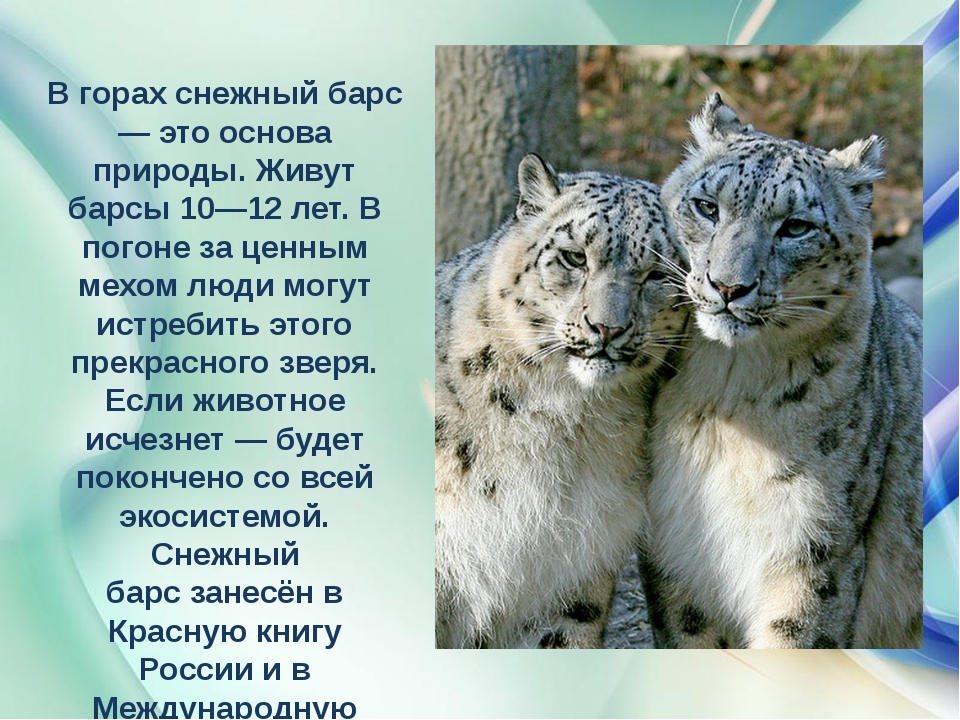 В горах снежный барс
— это основа
природы. Живут
барсы 10—12 лет. В
погоне за ценным
мехом люди могут
истребить этого
прекрасного зверя.
Если животное
исчезнет — будет
покончено со всей
экосистемой.
Снежный
барс занесён в
Красную книгу
России и в
Международную